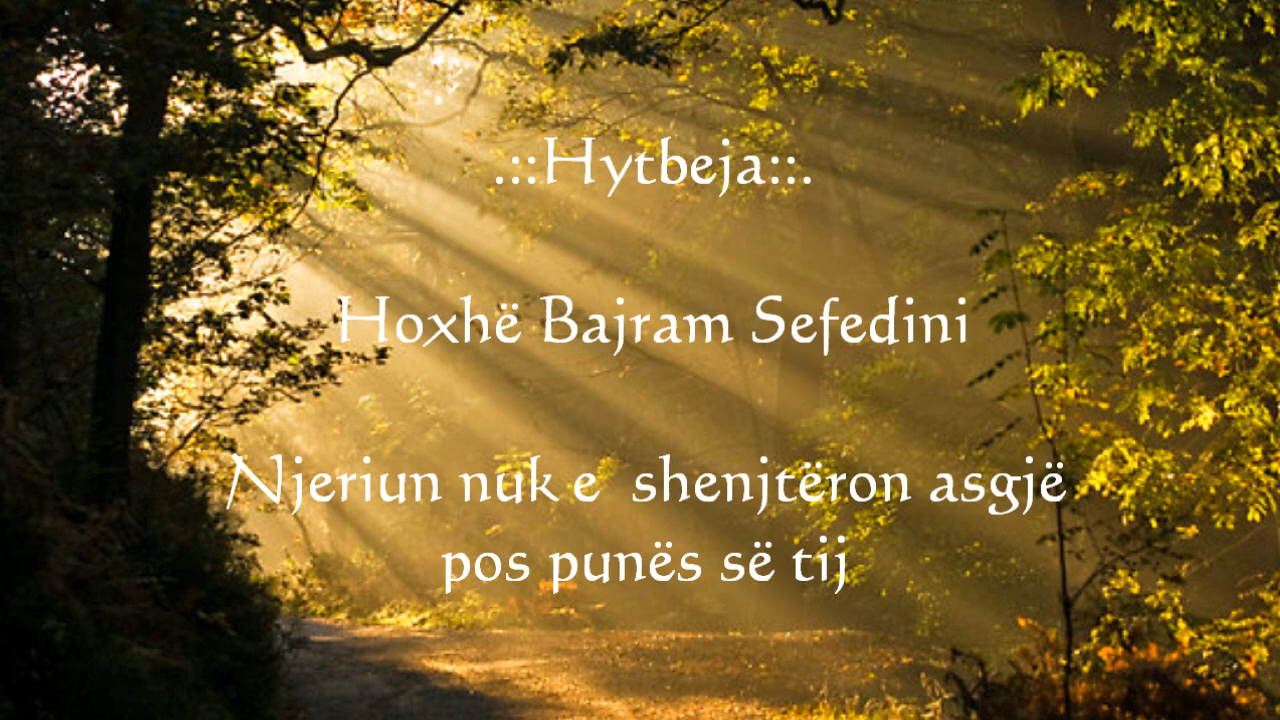 .:::Hytbeja:::.
Hoxhë Bajram Sefedini
Njeriun nuk e shenjtëron asgjë
pos punës së tij